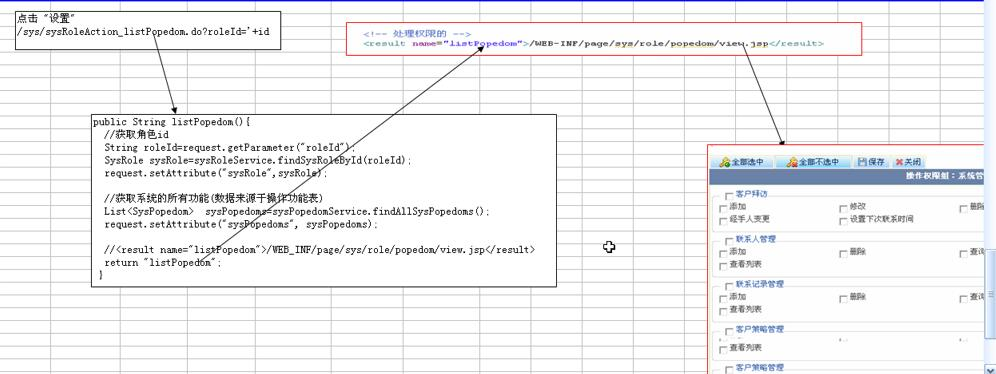 点击 "设置"
/sys/sysRoleAction_listPopedom.do?roleId='+id
<!-- 处理权限的 -->
<result name="listPopedom">/WEB-INF/page/sys/role/popedom/view.jsp</result>
public String listPopedom(){
//获取角色id
String roleId=request.getParameter("roleId");
SysRole sysRole=sysRoleService.findSysRoleById(roleId);
request.setAttribute("sysRole",sysRole);
//获取系统的所有功能(数据来源于操作功能表)
List<SysPopedom> sysPopedoms=sysPopedomService.findAllSysPopedoms();
request.setAttribute("sysPopedoms", sysPopedoms);
//<result name="listPopedom">/WEB_INF/page/sys/role/popedom/view.jsp</result>
return "listPopedom";
}
全部选中 全部不选中 保存 关闭
操作权限组：系统管
客户拜访
添加 修改 删除
经手人变更 设置下次联系时间
联系人管理
添加 删除 查询
查看列表
联系记录管理
添加 删除 查询
查看列表
客户策略管理
查看列表
客户策略管理